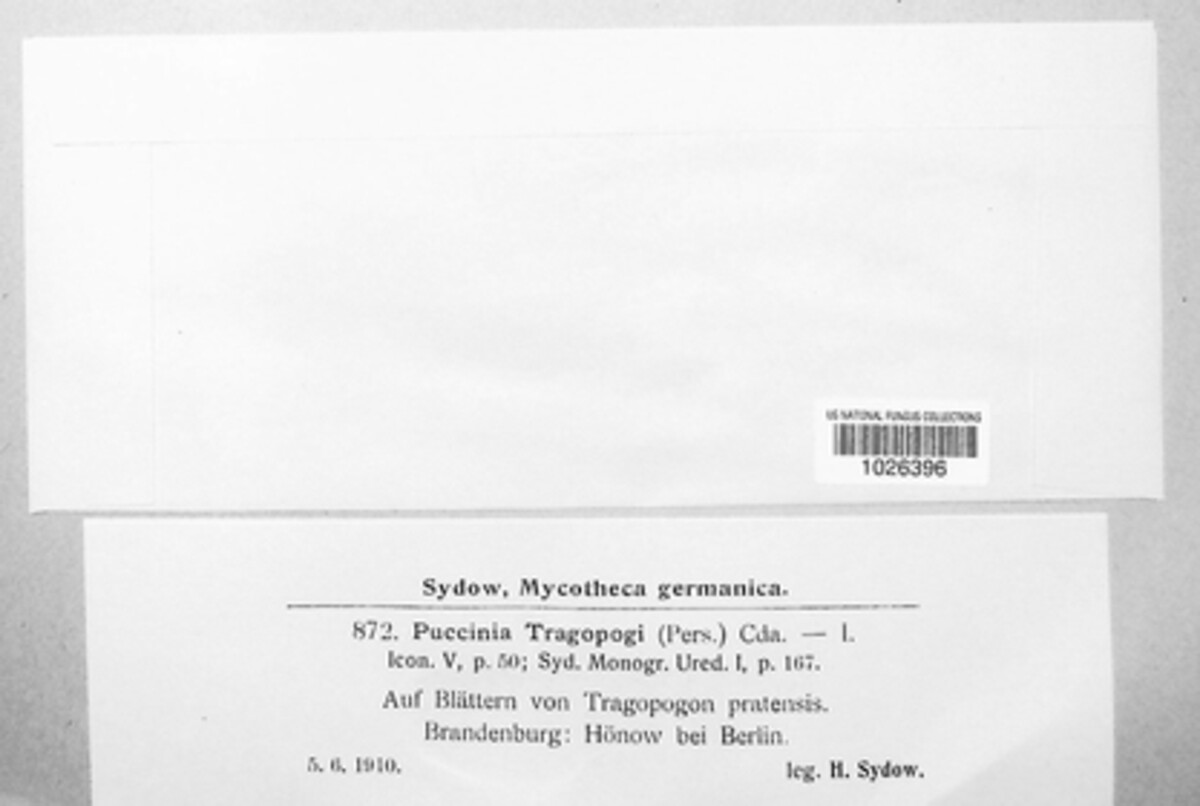 US NATIONAL FUNGUS COLLECTIONS
1026396
Sydow, Mycotheca germanica.
872. Puccinia Tragopogi (Pers.) Cda. — I.
Icon. V, p. 50; Syd. Monogr. Ured. I, p. 167.
Auf Blättern von Tragopogon pratensis.
Brandenburg: Hönow bei Berlin.
5. 6. 1910. leg. H. Sydow.